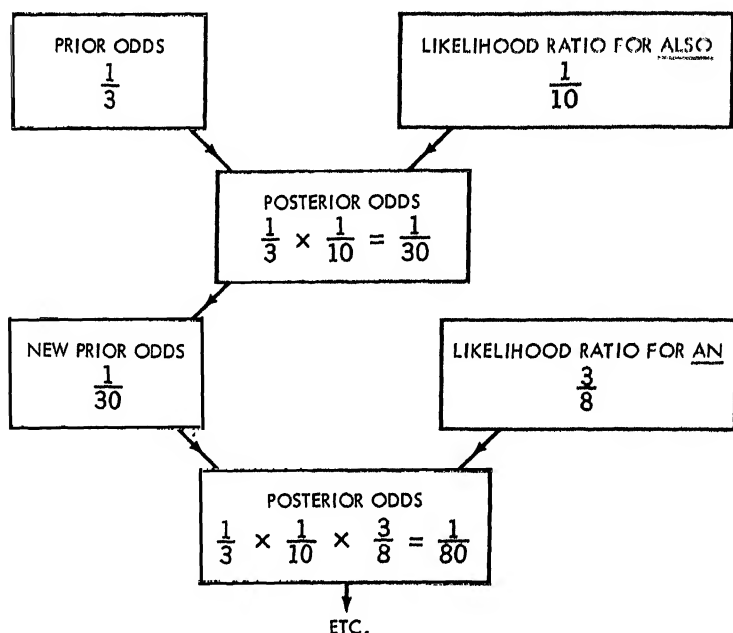 PRIOR ODDS
1/3
LIKELIHOOD RATIO FOR ALSO
1/10
POSTERIOR ODDS
1/3 × 1/10 = 1/30
NEW PRIOR ODDS
1/30
LIKELIHOOD RATIO FOR AN
3/8
POSTERIOR ODDS
1/3 × 1/10 × 3/8 = 1/80
ETC.